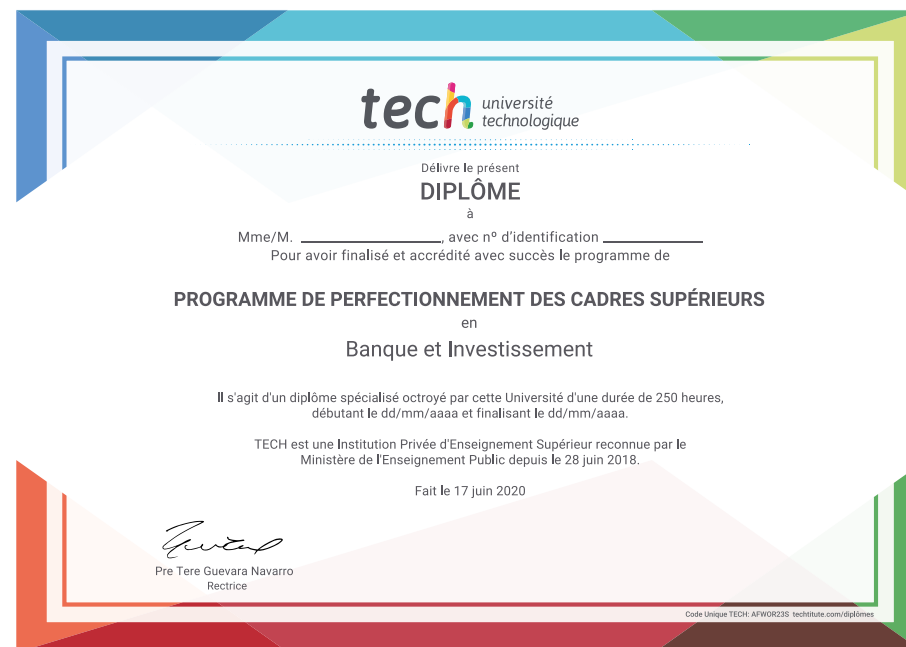 tech université
technologique
Délivre le présent
DIPLÔME
à
Mme/M. ____________________, avec nº d'identification ______________
Pour avoir finalisé et accrédité avec succès le programme de
PROGRAMME DE PERFECTIONNEMENT DES CADRES SUPÉRIEURS
en
Banque et Investissement
Il s'agit d'un diplôme spécialisé octroyé par cette Université d'une durée de 250 heures,
débutant le dd/mm/aaaa et finalisant le dd/mm/aaaa.
TECH est une Institution Privée d'Enseignement Supérieur reconnue par le
Ministère de l'Enseignement Public depuis le 28 juin 2018.
Fait le 17 juin 2020
Pre Tere Guevara Navarro
Rectrice
Code Unique TECH: AFWOR23S techtitute.com/diplômes